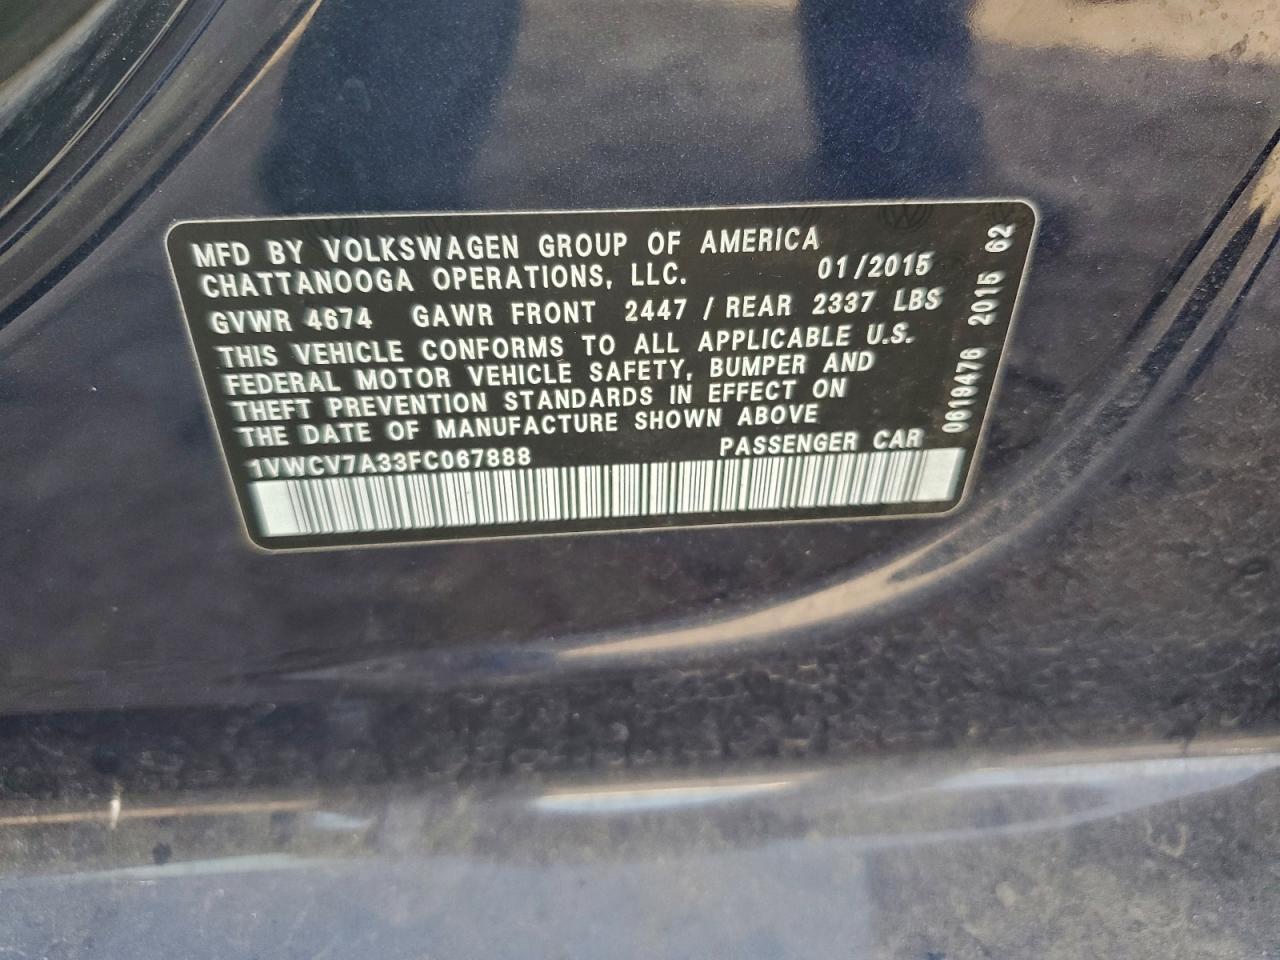 MFD BY VOLKSWAGEN GROUP OF AMERICA
CHATTANOOGA OPERATIONS, LLC. 01/2015
GVWR 4674 GAWR FRONT 2447 / REAR 2337 LBS
THIS VEHICLE CONFORMS TO ALL APPLICABLE U.S.
FEDERAL MOTOR VEHICLE SAFETY, BUMPER AND
THEFT PREVENTION STANDARDS IN EFFECT ON
THE DATE OF MANUFACTURE SHOWN ABOVE
1VWCV7A33FC067888 PASSENGER CAR
0619476 2015 62